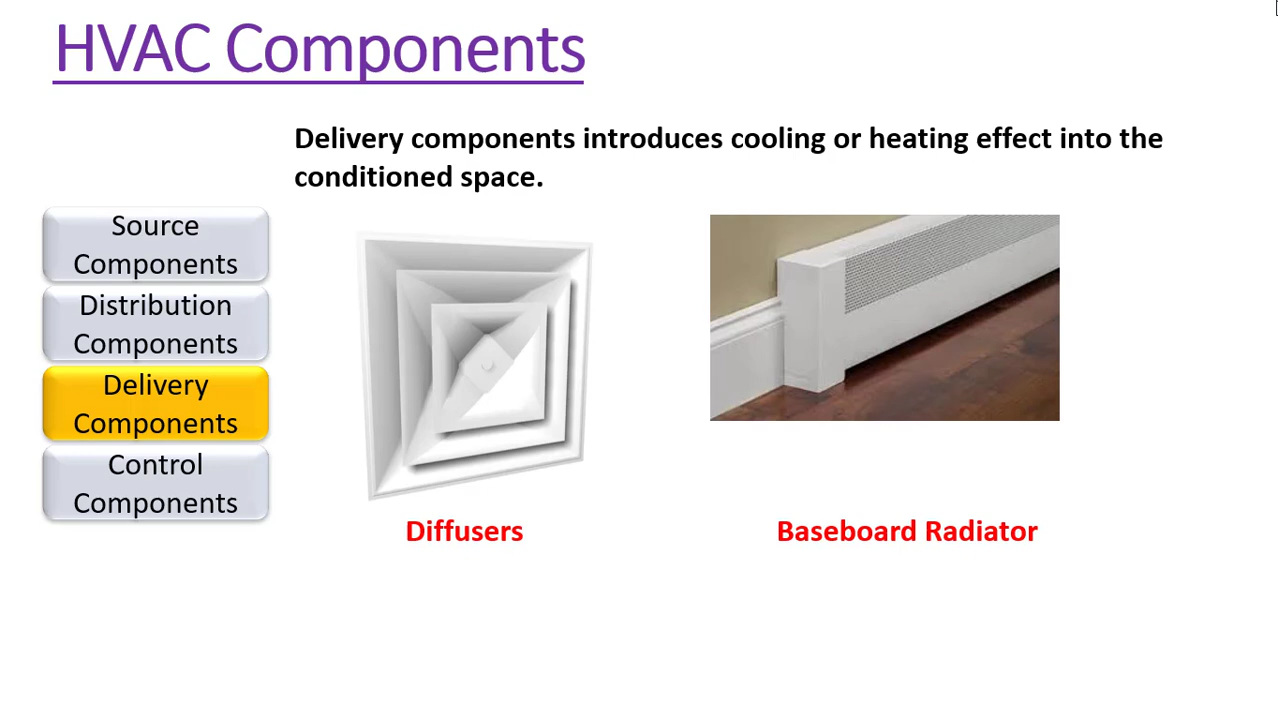 HVAC Components
Delivery components introduces cooling or heating effect into the
conditioned space.
Source
Components
Distribution
Components
Delivery
Components
Control
Components
Diffusers
Baseboard Radiator